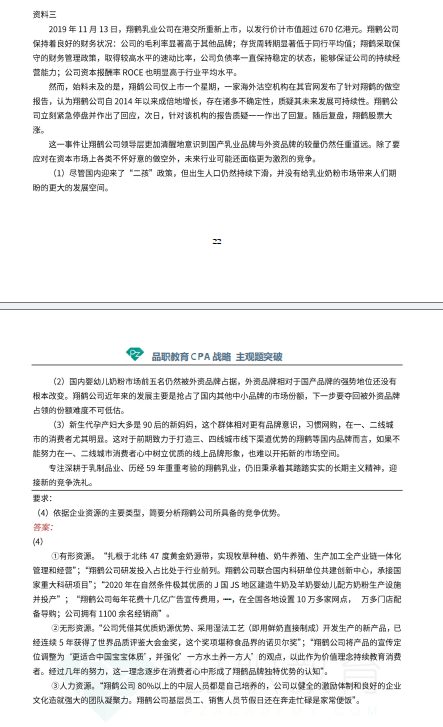 资料三
2019 年 11 月 13 日，翔鹤乳业公司在港交所重新上市，以发行价计市值超过 670 亿港元。翔鹤公司
保持着良好的财务状况：公司的毛利率显著高于其他品牌；存货周转期显著低于同行平均值；翔鹤采取保
守的财务管理政策，取得较高水平的速动比率，公司负债率一直保持稳定的状态，能够保证公司的持续经
营能力；公司资本报酬率 ROCE 也明显高于行业平均水平。
然而，始料未及的是，翔鹤公司仅上市一个星期，一家海外沽空机构在其官网发布了针对翔鹤的做空
报告，认为翔鹤公司自 2014 年以来成倍地增长，存在诸多不确定性，质疑其未来发展可持续性。翔鹤公
司立刻紧急停盘并作出了回应，次日，针对该机构的报告质疑一一作出了回复。随后复盘，翔鹤股票大
涨。
这一事件让翔鹤公司领导层更加清醒地意识到国产乳业品牌与外资品牌的较量仍然任重道远。除了要
应对在资本市场上各类不怀好意的做空外，未来行业可能还面临更为激烈的竞争。
（1）尽管国内迎来了“二孩”政策，但出生人口仍然持续下滑，并没有给乳业奶粉市场带来人们期
盼的更大的发展空间。
22
品职教育CPA 战略 主观题突破
（2）国内婴幼儿奶粉市场前五名仍然被外资品牌占据，外资品牌相对于国产品牌的强势地位还没有
根本改变。翔鹤公司近年来的发展主要是抢占了国内其他中小品牌的市场份额，下一步要夺回被外资品牌
占领的份额难度不可低估。
（3）新生代孕产妇大多是 90 后的新妈妈，这个群体相对更有品牌意识，习惯网购，在一、二线城
市的消费者尤其明显。这对于前期致力于打造三、四线城市线下渠道优势的翔鹤等国内品牌而言，如果不
能努力在一、二线城市消费者心中树立优质的线上品牌形象，也难以开拓新的市场空间。
专注深耕于乳制品业、历经 59 年重重考验的翔鹤乳业，仍旧秉承着其踏踏实实的长期主义精神，迎
接新的竞争洗礼。
要求：
（4）依据企业资源的主要类型，简要分析翔鹤公司所具备的竞争优势。
答案：
(4)
①有形资源。“扎根于北纬 47 度黄金奶源带，实现牧草种植、奶牛养殖、生产加工全产业链一体化
管理和经营”；“翔鹤公司研发投入占比处于行业前列。翔鹤公司联合国内科研单位共建创新中心，承接国
家重大科研项目”；“2020 年在自然条件极其优质的 J 国 JS 地区建造牛奶及羊奶婴幼儿配方奶粉生产设施
并投产”；“翔鹤公司每年花费十几亿广告宣传费用，⋯，在全国各地设置 10 万多家网点， 万多门店配
备导购；公司拥有 1100 余名经销商”。
②无形资源。“公司凭借其优质奶源优势、采用湿法工艺（即用鲜奶直接制成）开发生产的新产品，已
经连续 5 年获得了世界品质评鉴大会金奖，这个奖项堪称食品界的诺贝尔奖”；“翔鹤公司将产品的宣传定
位调整为‘更适合中国宝宝体质’，并强化‘一方水土养一方人’的观点，以此作为价值理念持续教育消费
者。经过几年的努力，这一理念逐步在消费者心中形成了翔鹤品牌独特优势的认知”。
③人力资源。“翔鹤公司 80%以上的中层人员都是自己培养的，公司以健全的激励体制和良好的企业
文化造就强大的团队凝聚力。翔鹤公司基层员工、销售人员节假日还在奔走忙碌是家常便饭”。